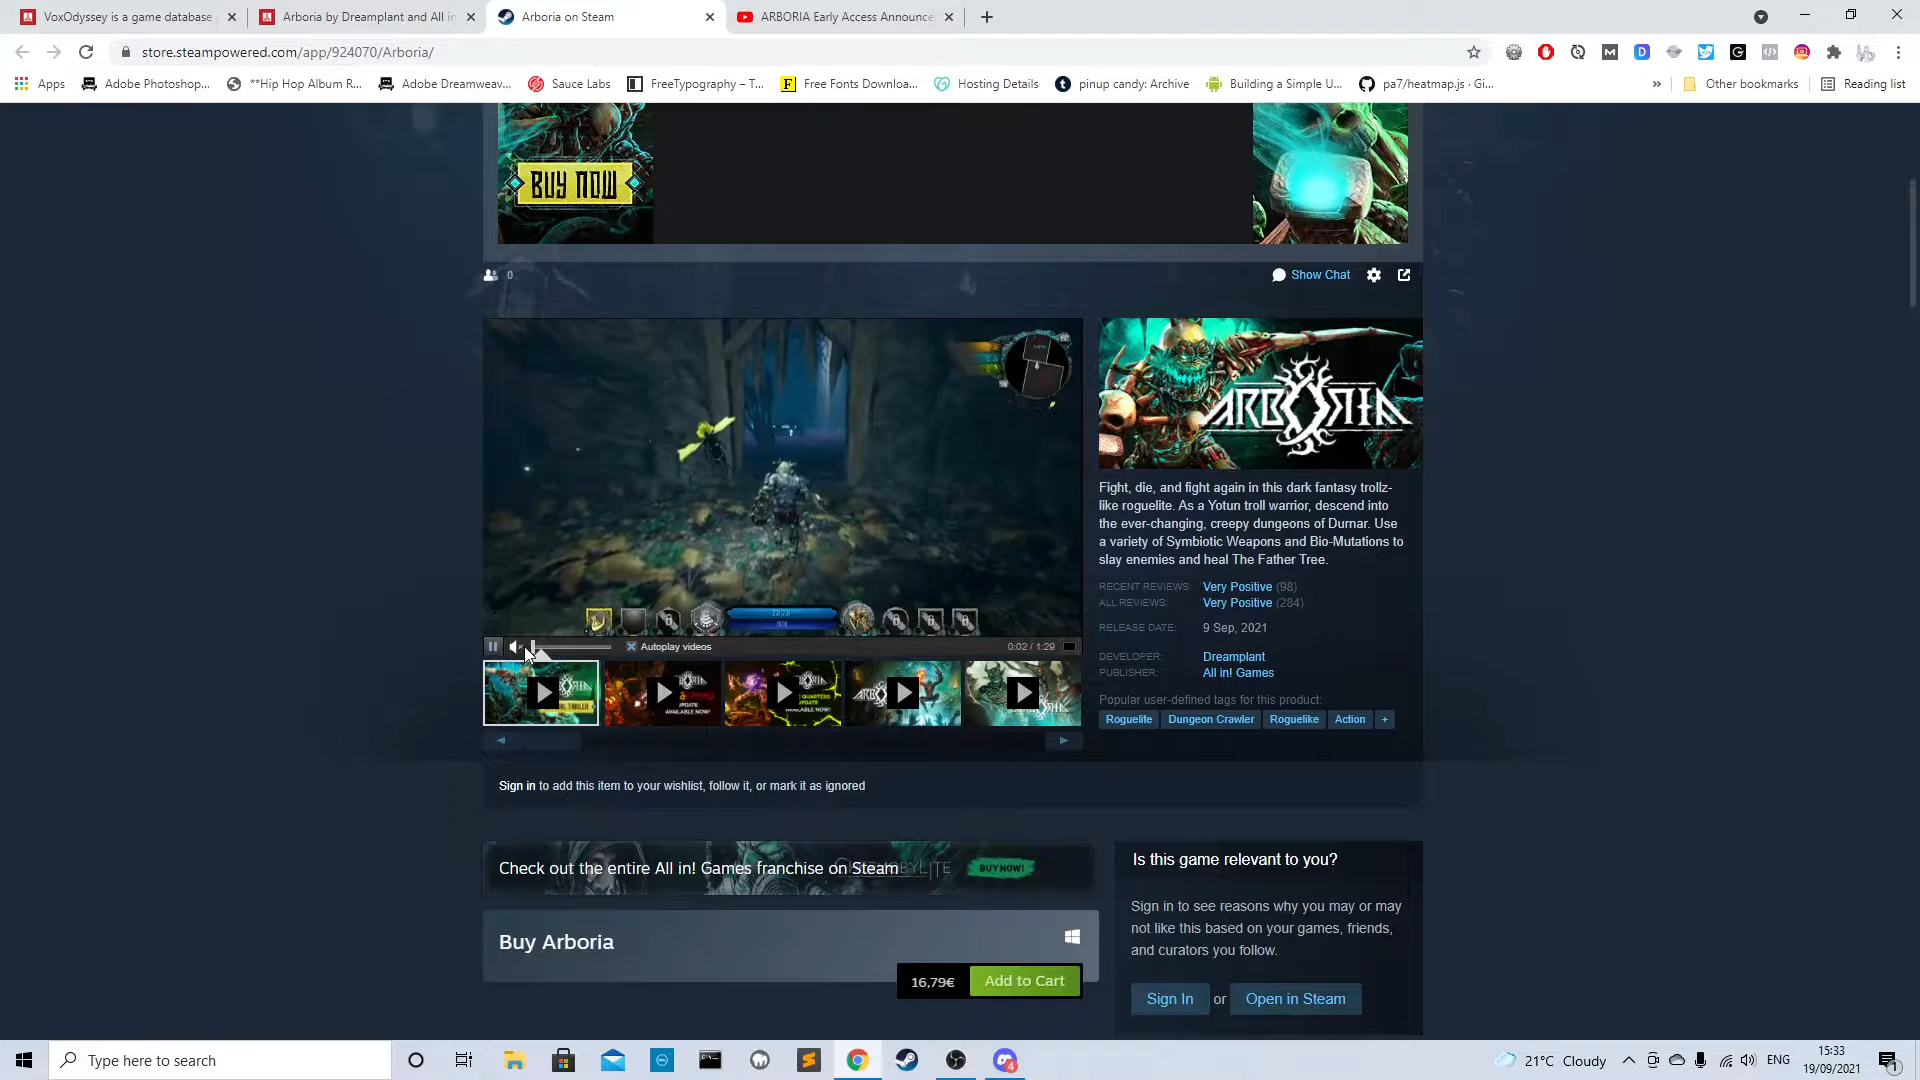 VoxOdyssey is a game database
Arboria by Dreamplant and All in
Arboria on Steam
ARBORIA Early Access Announce
store.steampowered.com/app/924070/Arboria/
Apps
Adobe Photoshop...
**Hip Hop Album R...
Adobe Dreamweav...
Sauce Labs
FreeTypography – T...
Free Fonts Downloa...
Hosting Details
pinup candy: Archive
Building a Simple U...
pa7/heatmap.js · Gi...
»
Other bookmarks
Reading list
BUY NOW
0
Show Chat
ARBORIA
Fight, die, and fight again in this dark fantasy trollz-
like roguelite. As a Yotun troll warrior, descend into
the ever-changing, creepy dungeons of Durnar. Use
a variety of Symbiotic Weapons and Bio-Mutations to
slay enemies and heal The Father Tree.
RECENT REVIEWS: Very Positive (98)
ALL REVIEWS: Very Positive (284)
RELEASE DATE: 9 Sep, 2021
DEVELOPER: Dreamplant
PUBLISHER: All in! Games
Popular user-defined tags for this product:
Roguelite Dungeon Crawler Roguelike Action +
Autoplay videos
0:02 / 1:29
UPDATE
AVAILABLE NOW!
QUARTERS
UPDATE
AVAILABLE NOW!
Sign in to add this item to your wishlist, follow it, or mark it as ignored
Check out the entire All in! Games franchise on Steam
BUY NOW!
Is this game relevant to you?
Sign in to see reasons why you may or may
not like this based on your games, friends,
and curators you follow.
Sign In or Open in Steam
Buy Arboria
16,79€ Add to Cart
Type here to search
4
21°C Cloudy
ENG
15:33
19/09/2021
1